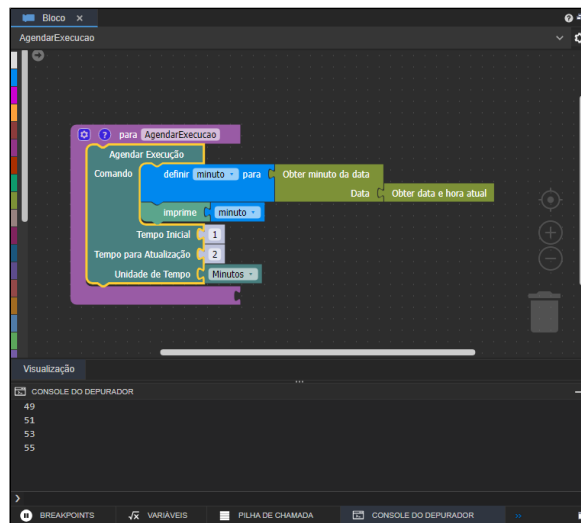 Bloco ×
AgendarExecucao
para AgendarExecucao
Agendar Execução
Comando definir minuto para Obter minuto da data
Data Obter data e hora atual
imprime minuto
Tempo Inicial 1
Tempo para Atualização 2
Unidade de Tempo Minutos
Visualização
CONSOLE DO DEPURADOR
49
51
53
55
>
BREAKPOINTS VARIÁVEIS PILHA DE CHAMADA CONSOLE DO DEPURADOR >>